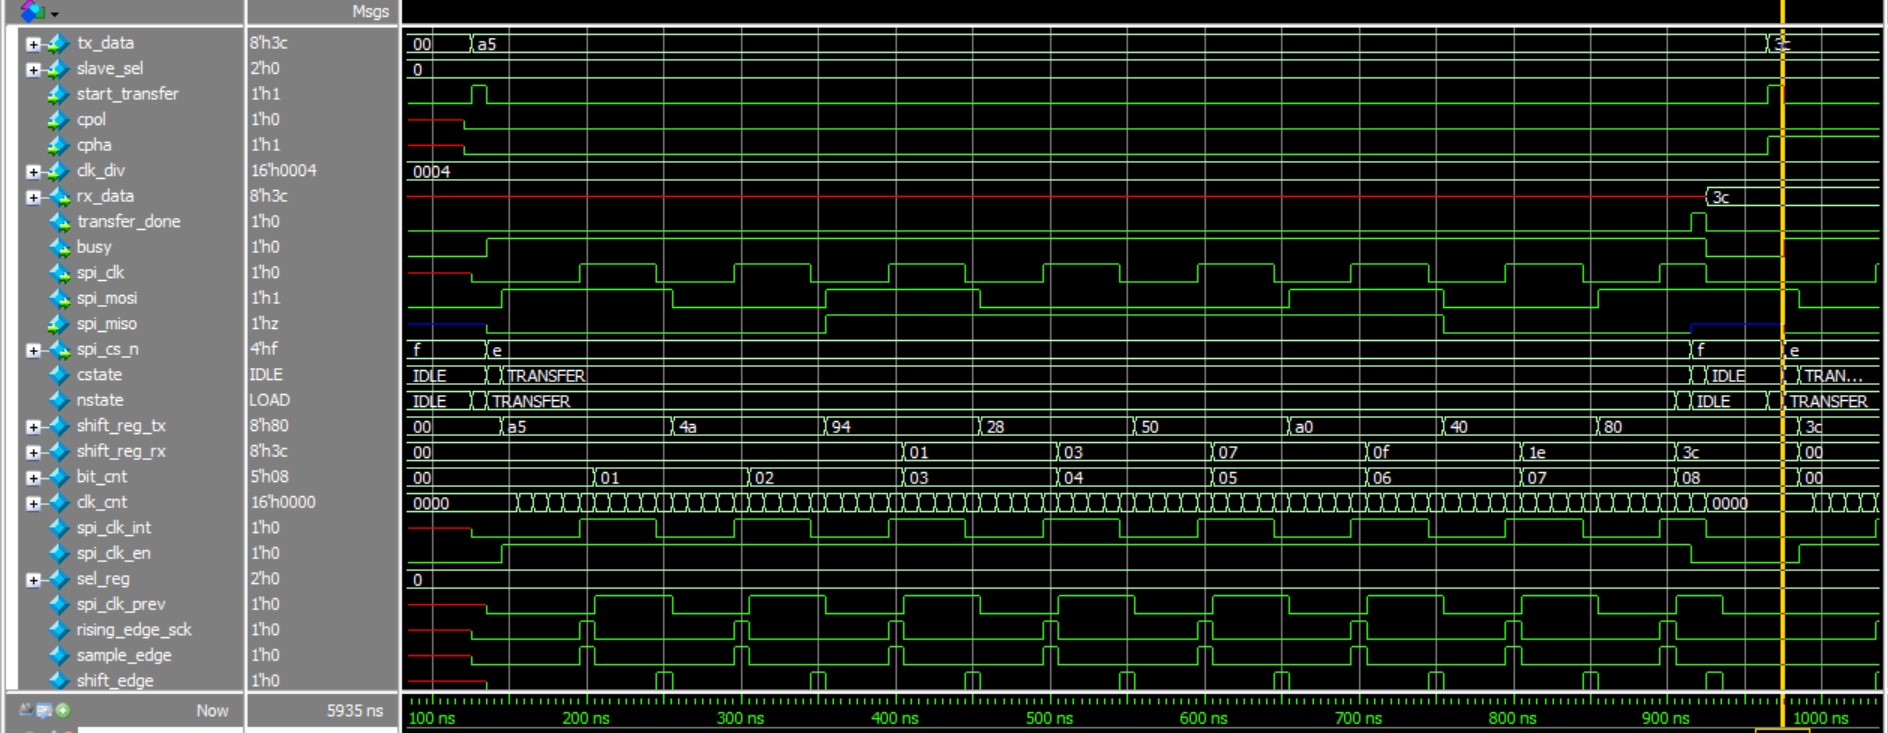 Msgs
tx_data 8'h3c 00 a5 3c
slave_sel 2'h0 0
start_transfer 1'h1
cpol 1'h0
cpha 1'h1
clk_div 16'h0004 0004
rx_data 8'h3c 3c
transfer_done 1'h0
busy 1'h0
spi_clk 1'h0
spi_mosi 1'h1
spi_miso 1'hz
spi_cs_n 4'hf f e f e
cstate IDLE IDLE TRANSFER IDLE TRAN...
nstate LOAD IDLE TRANSFER IDLE TRANSFER
shift_reg_tx 8'h80 00 a5 4a 94 28 50 a0 40 80 3c
shift_reg_rx 8'h3c 00 01 03 07 0f 1e 3c 00
bit_cnt 5'h08 00 01 02 03 04 05 06 07 08 00
clk_cnt 16'h0000 0000 0000
spi_clk_int 1'h0
spi_clk_en 1'h0
sel_reg 2'h0 0
spi_clk_prev 1'h0
rising_edge_sck 1'h0
sample_edge 1'h0
shift_edge 1'h0
Now 5935 ns 100 ns 200 ns 300 ns 400 ns 500 ns 600 ns 700 ns 800 ns 900 ns 1000 ns